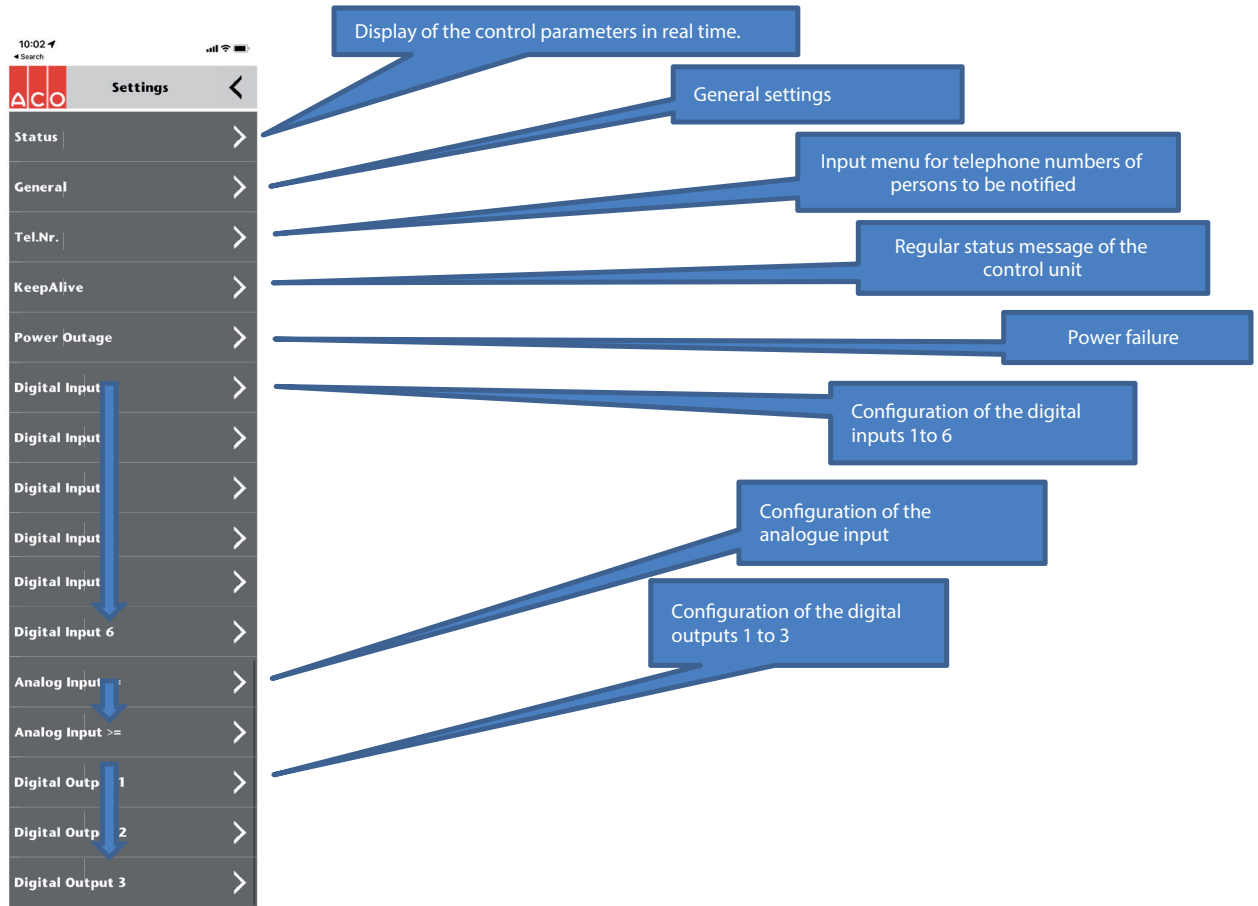 10:02
Search
ACO
Settings
Status
General
Tel.Nr.
KeepAlive
Power Outage
Digital Input
Digital Input
Digital Input
Digital Input
Digital Input
Digital Input 6
Analog Input
Analog Input >=
Digital Outp 1
Digital Outp 2
Digital Output 3
Display of the control parameters in real time.
General settings
Input menu for telephone numbers of
persons to be notified
Regular status message of the
control unit
Power failure
Configuration of the digital
inputs 1to 6
Configuration of the
analogue input
Configuration of the digital
outputs 1 to 3